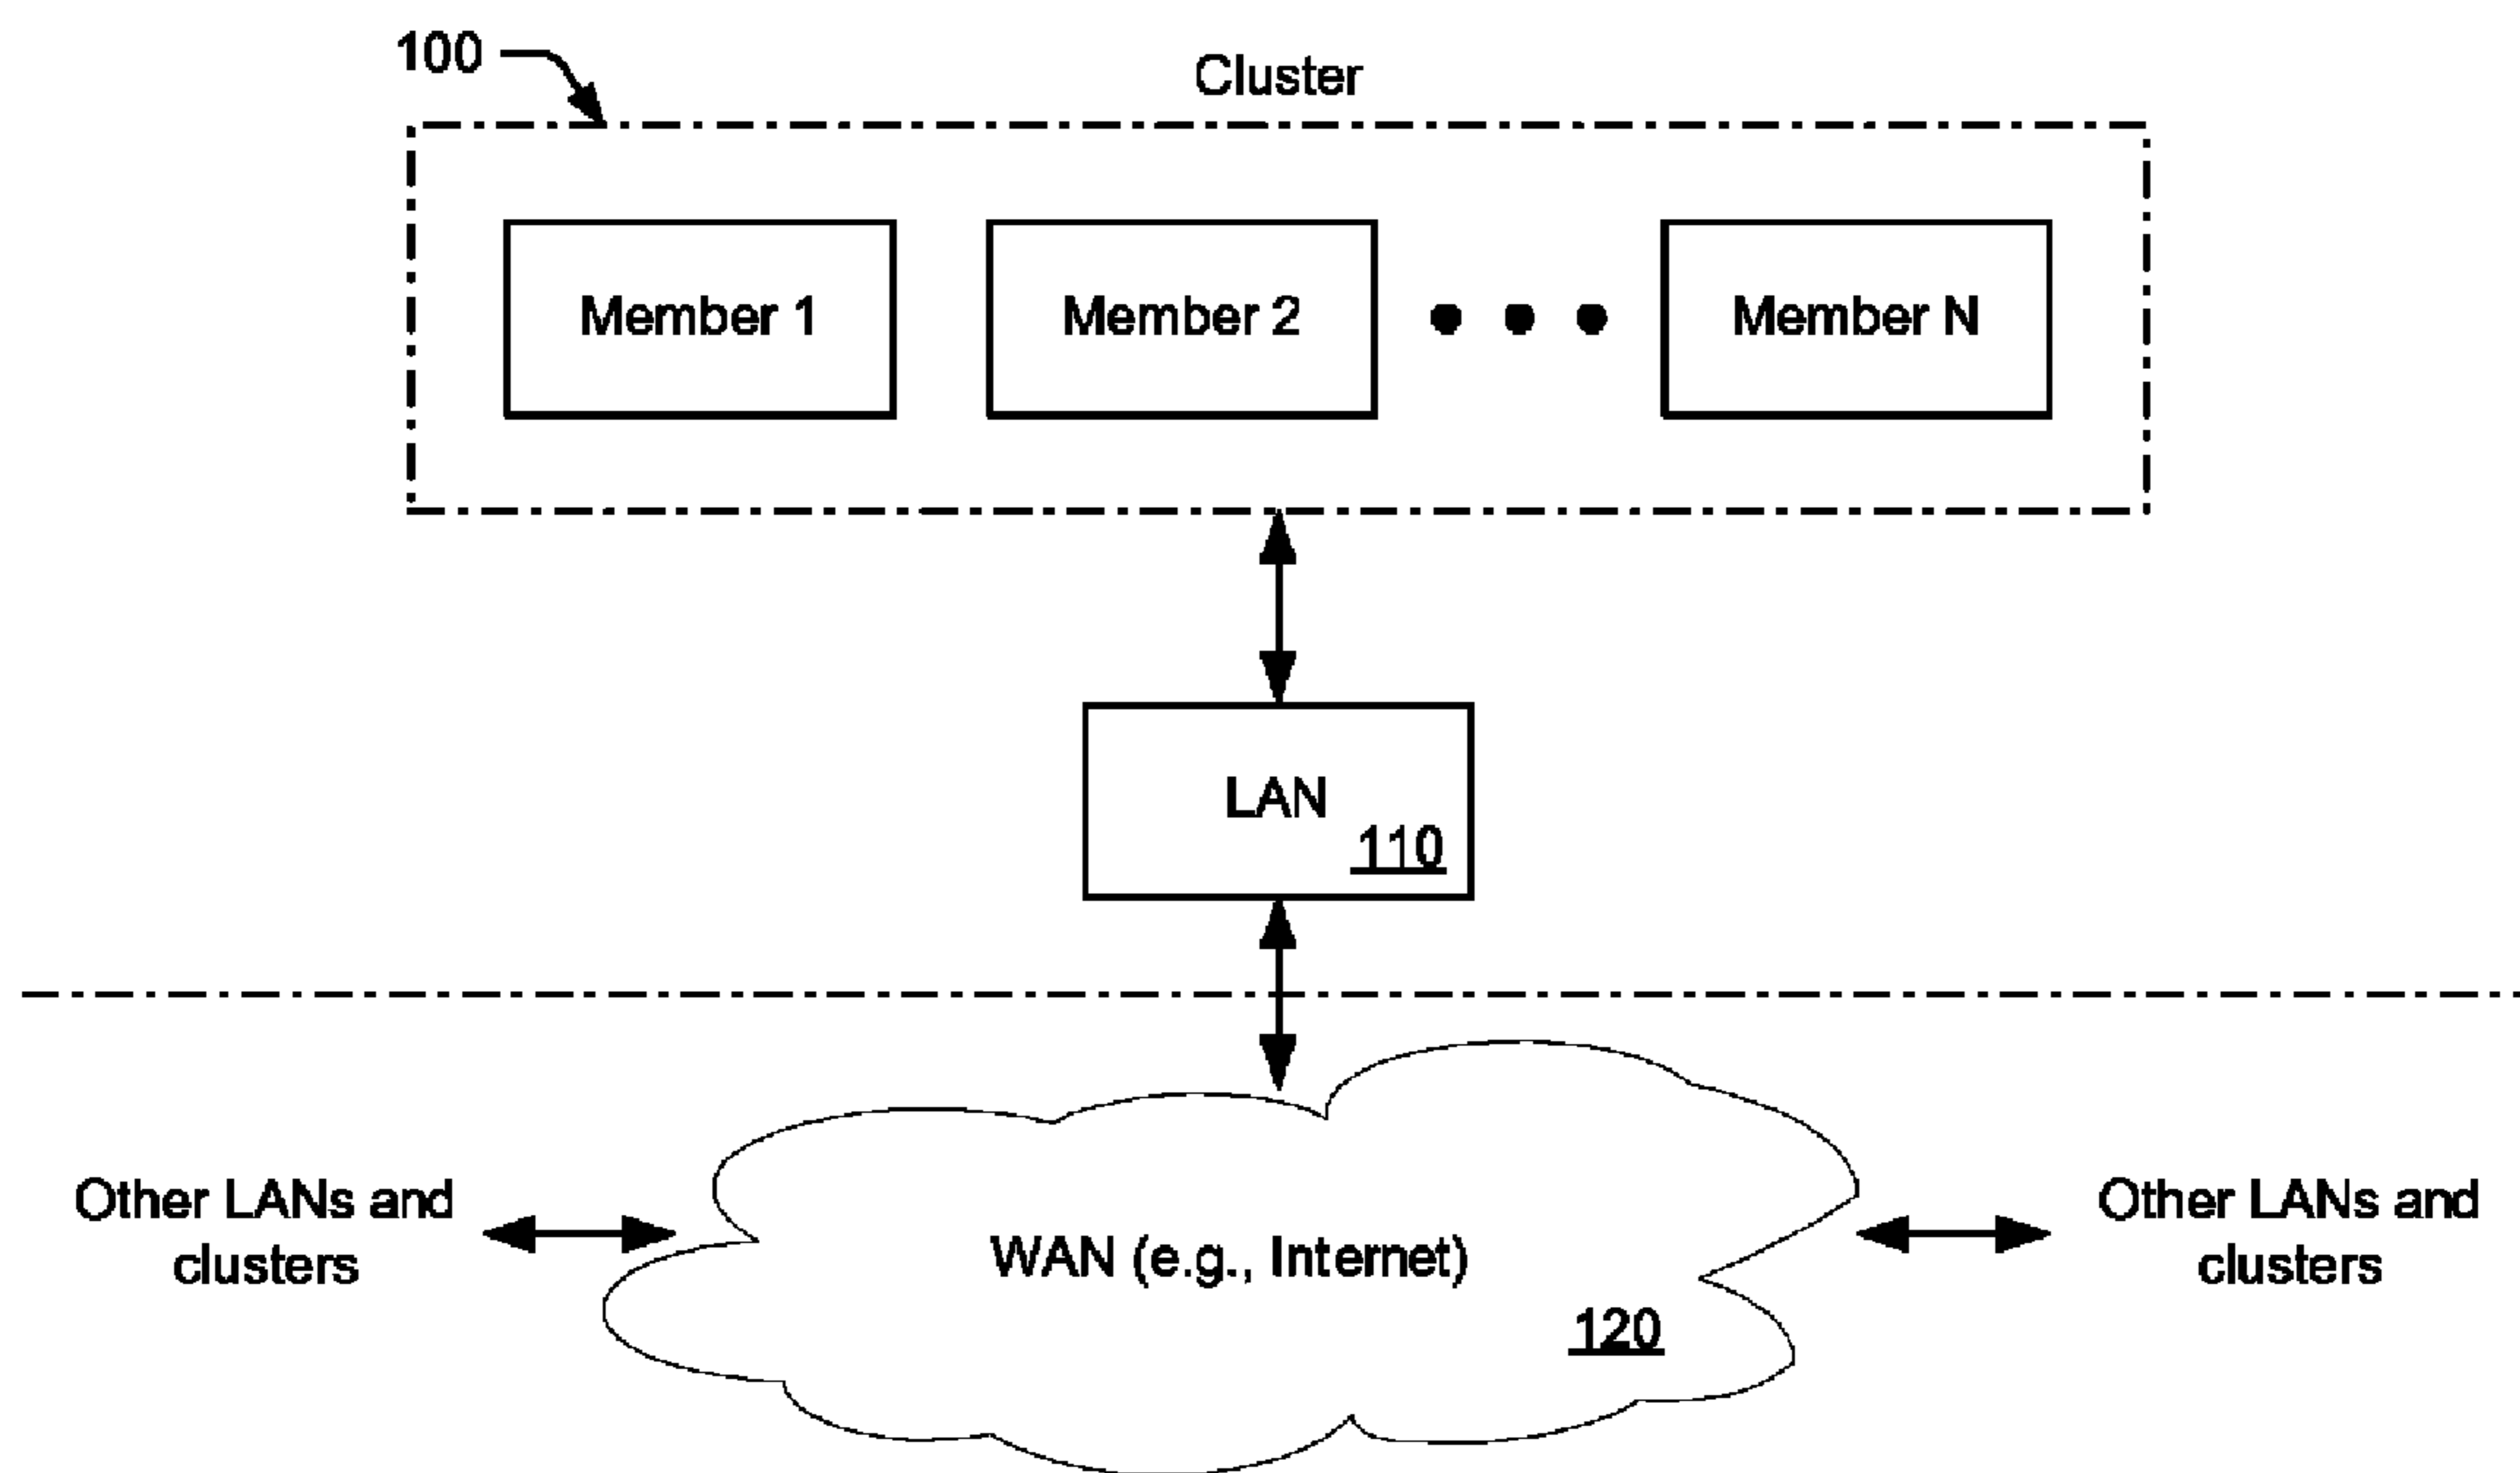 100
Cluster
Member 1
Member 2
Member N
LAN
110
Other LANs and
clusters
WAN (e.g., Internet)
120
Other LANs and
clusters